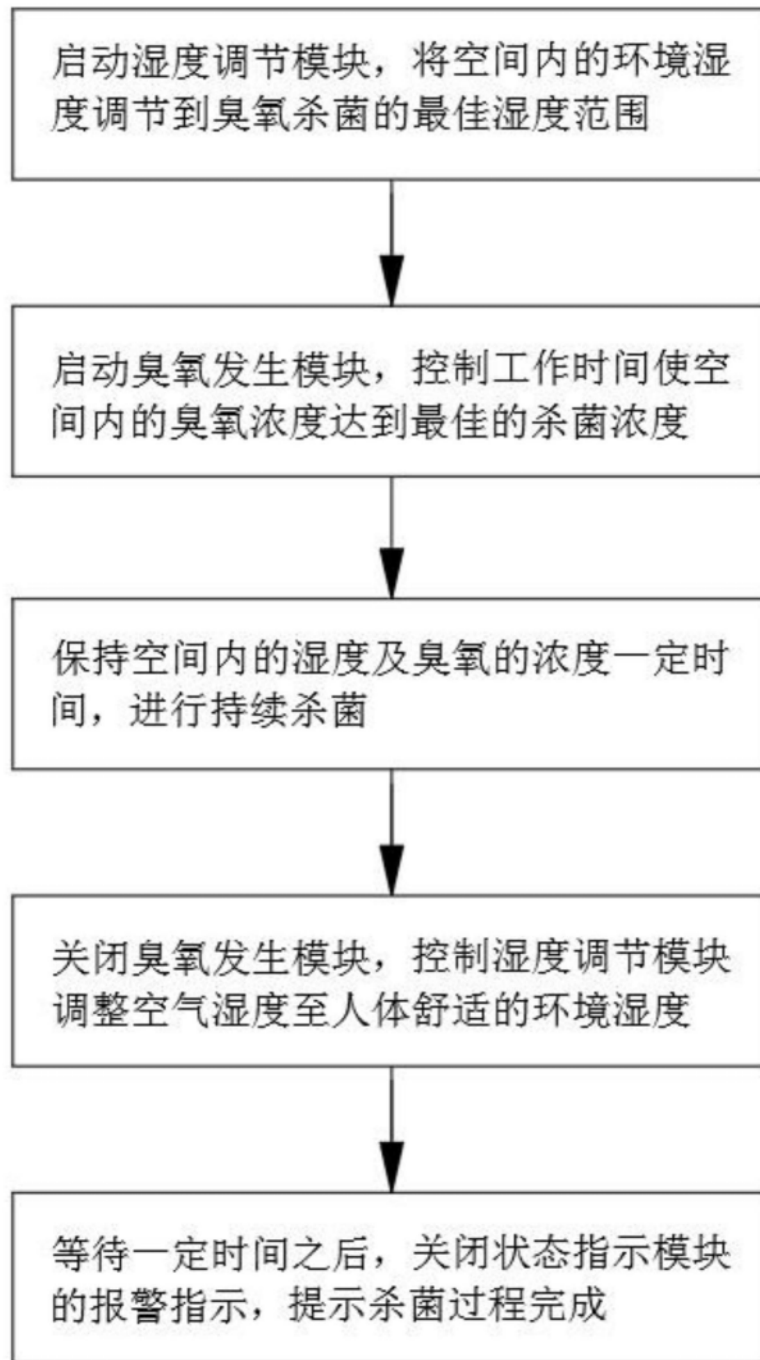 启动湿度调节模块，将空间内的环境湿
度调节到臭氧杀菌的最佳湿度范围
启动臭氧发生模块，控制工作时间使空
间内的臭氧浓度达到最佳的杀菌浓度
保持空间内的湿度及臭氧的浓度一定时
间，进行持续杀菌
关闭臭氧发生模块，控制湿度调节模块
调整空气湿度至人体舒适的环境湿度
等待一定时间之后，关闭状态指示模块
的报警指示，提示杀菌过程完成